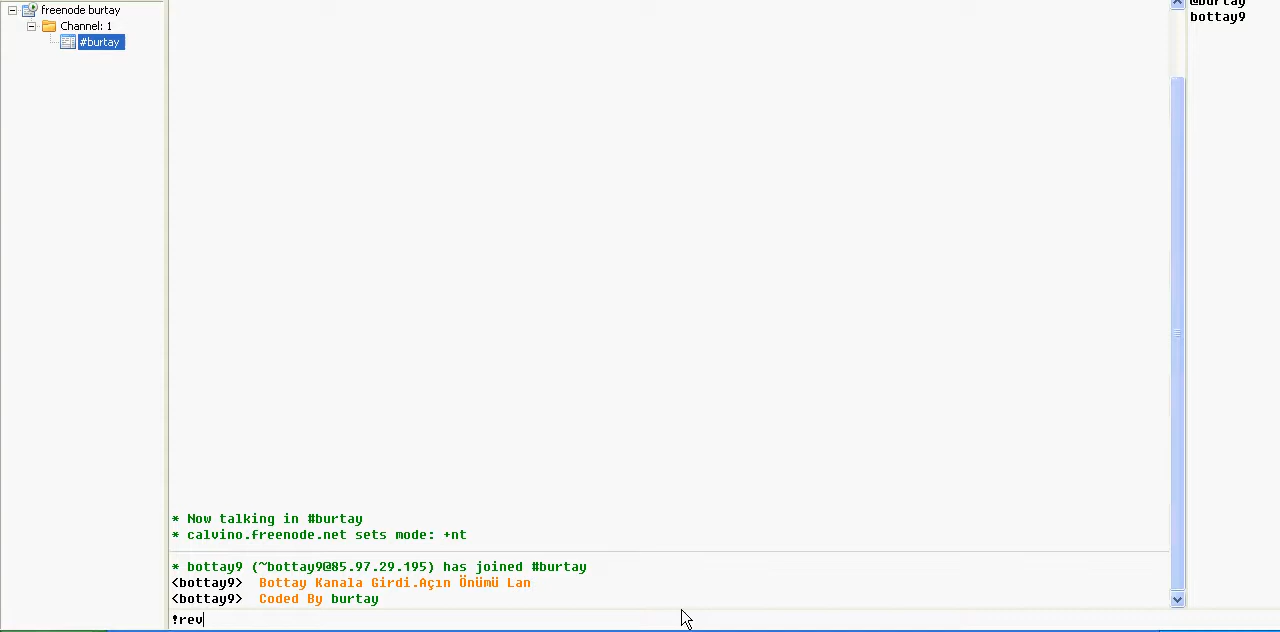 freenode burtay
Channel: 1
#burtay
@burtay
bottay9
* Now talking in #burtay
* calvino.freenode.net sets mode: +nt
* bottay9 (~bottay9@85.97.29.195) has joined #burtay
<bottay9> Bottay Kanala Girdi.Açın Önümü Lan
<bottay9> Coded By burtay
!rev